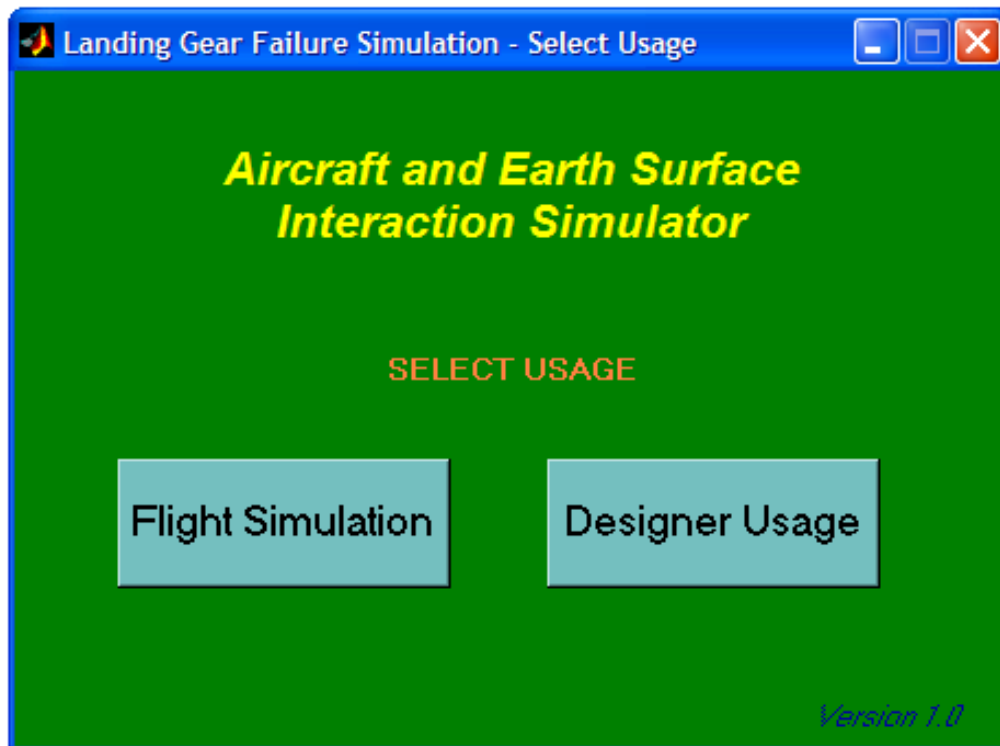 Landing Gear Failure Simulation - Select Usage
Aircraft and Earth Surface
Interaction Simulator
SELECT USAGE
Flight Simulation
Designer Usage
Version 1.0